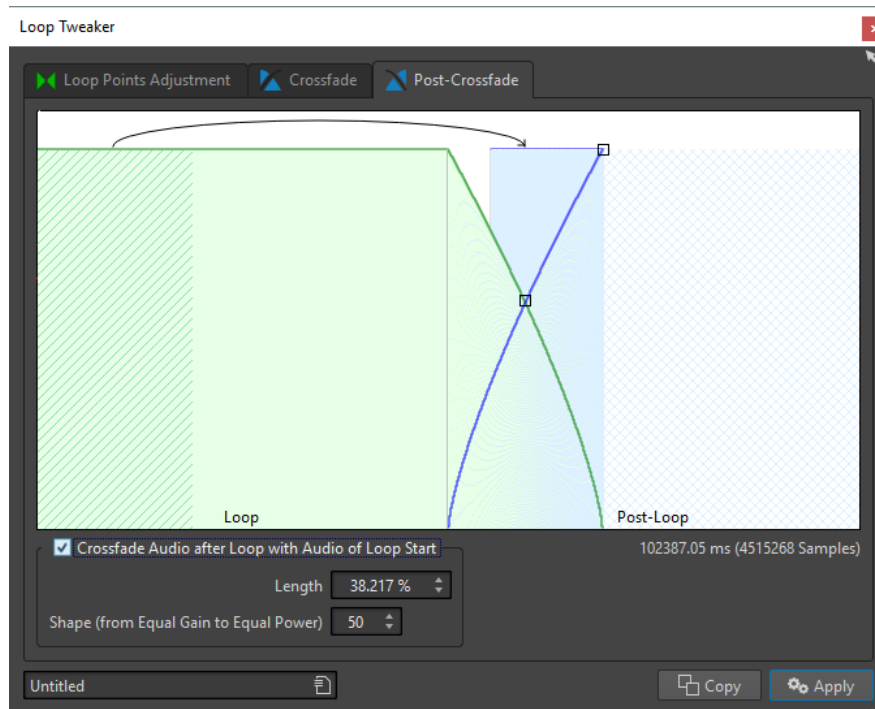 Loop Tweaker
Loop Points Adjustment
Crossfade
Post-Crossfade
Loop
Post-Loop
Crossfade Audio after Loop with Audio of Loop Start
102387.05 ms (4515268 Samples)
Length 38.217 %
Shape (from Equal Gain to Equal Power) 50
Untitled
Copy
Apply